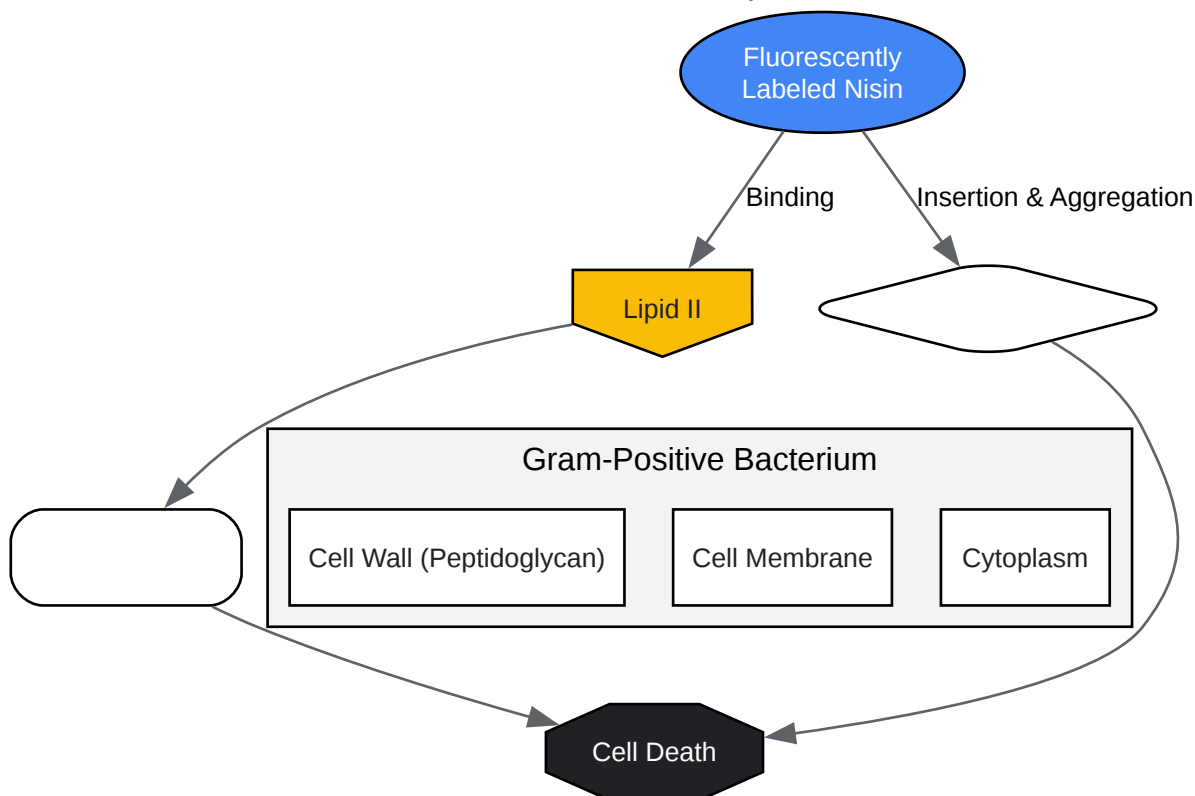 Fluorescently
Labeled Nisin
Binding
Insertion & Aggregation
Lipid II
Gram-Positive Bacterium
Cell Wall (Peptidoglycan)
Cell Membrane
Cytoplasm
Cell Death